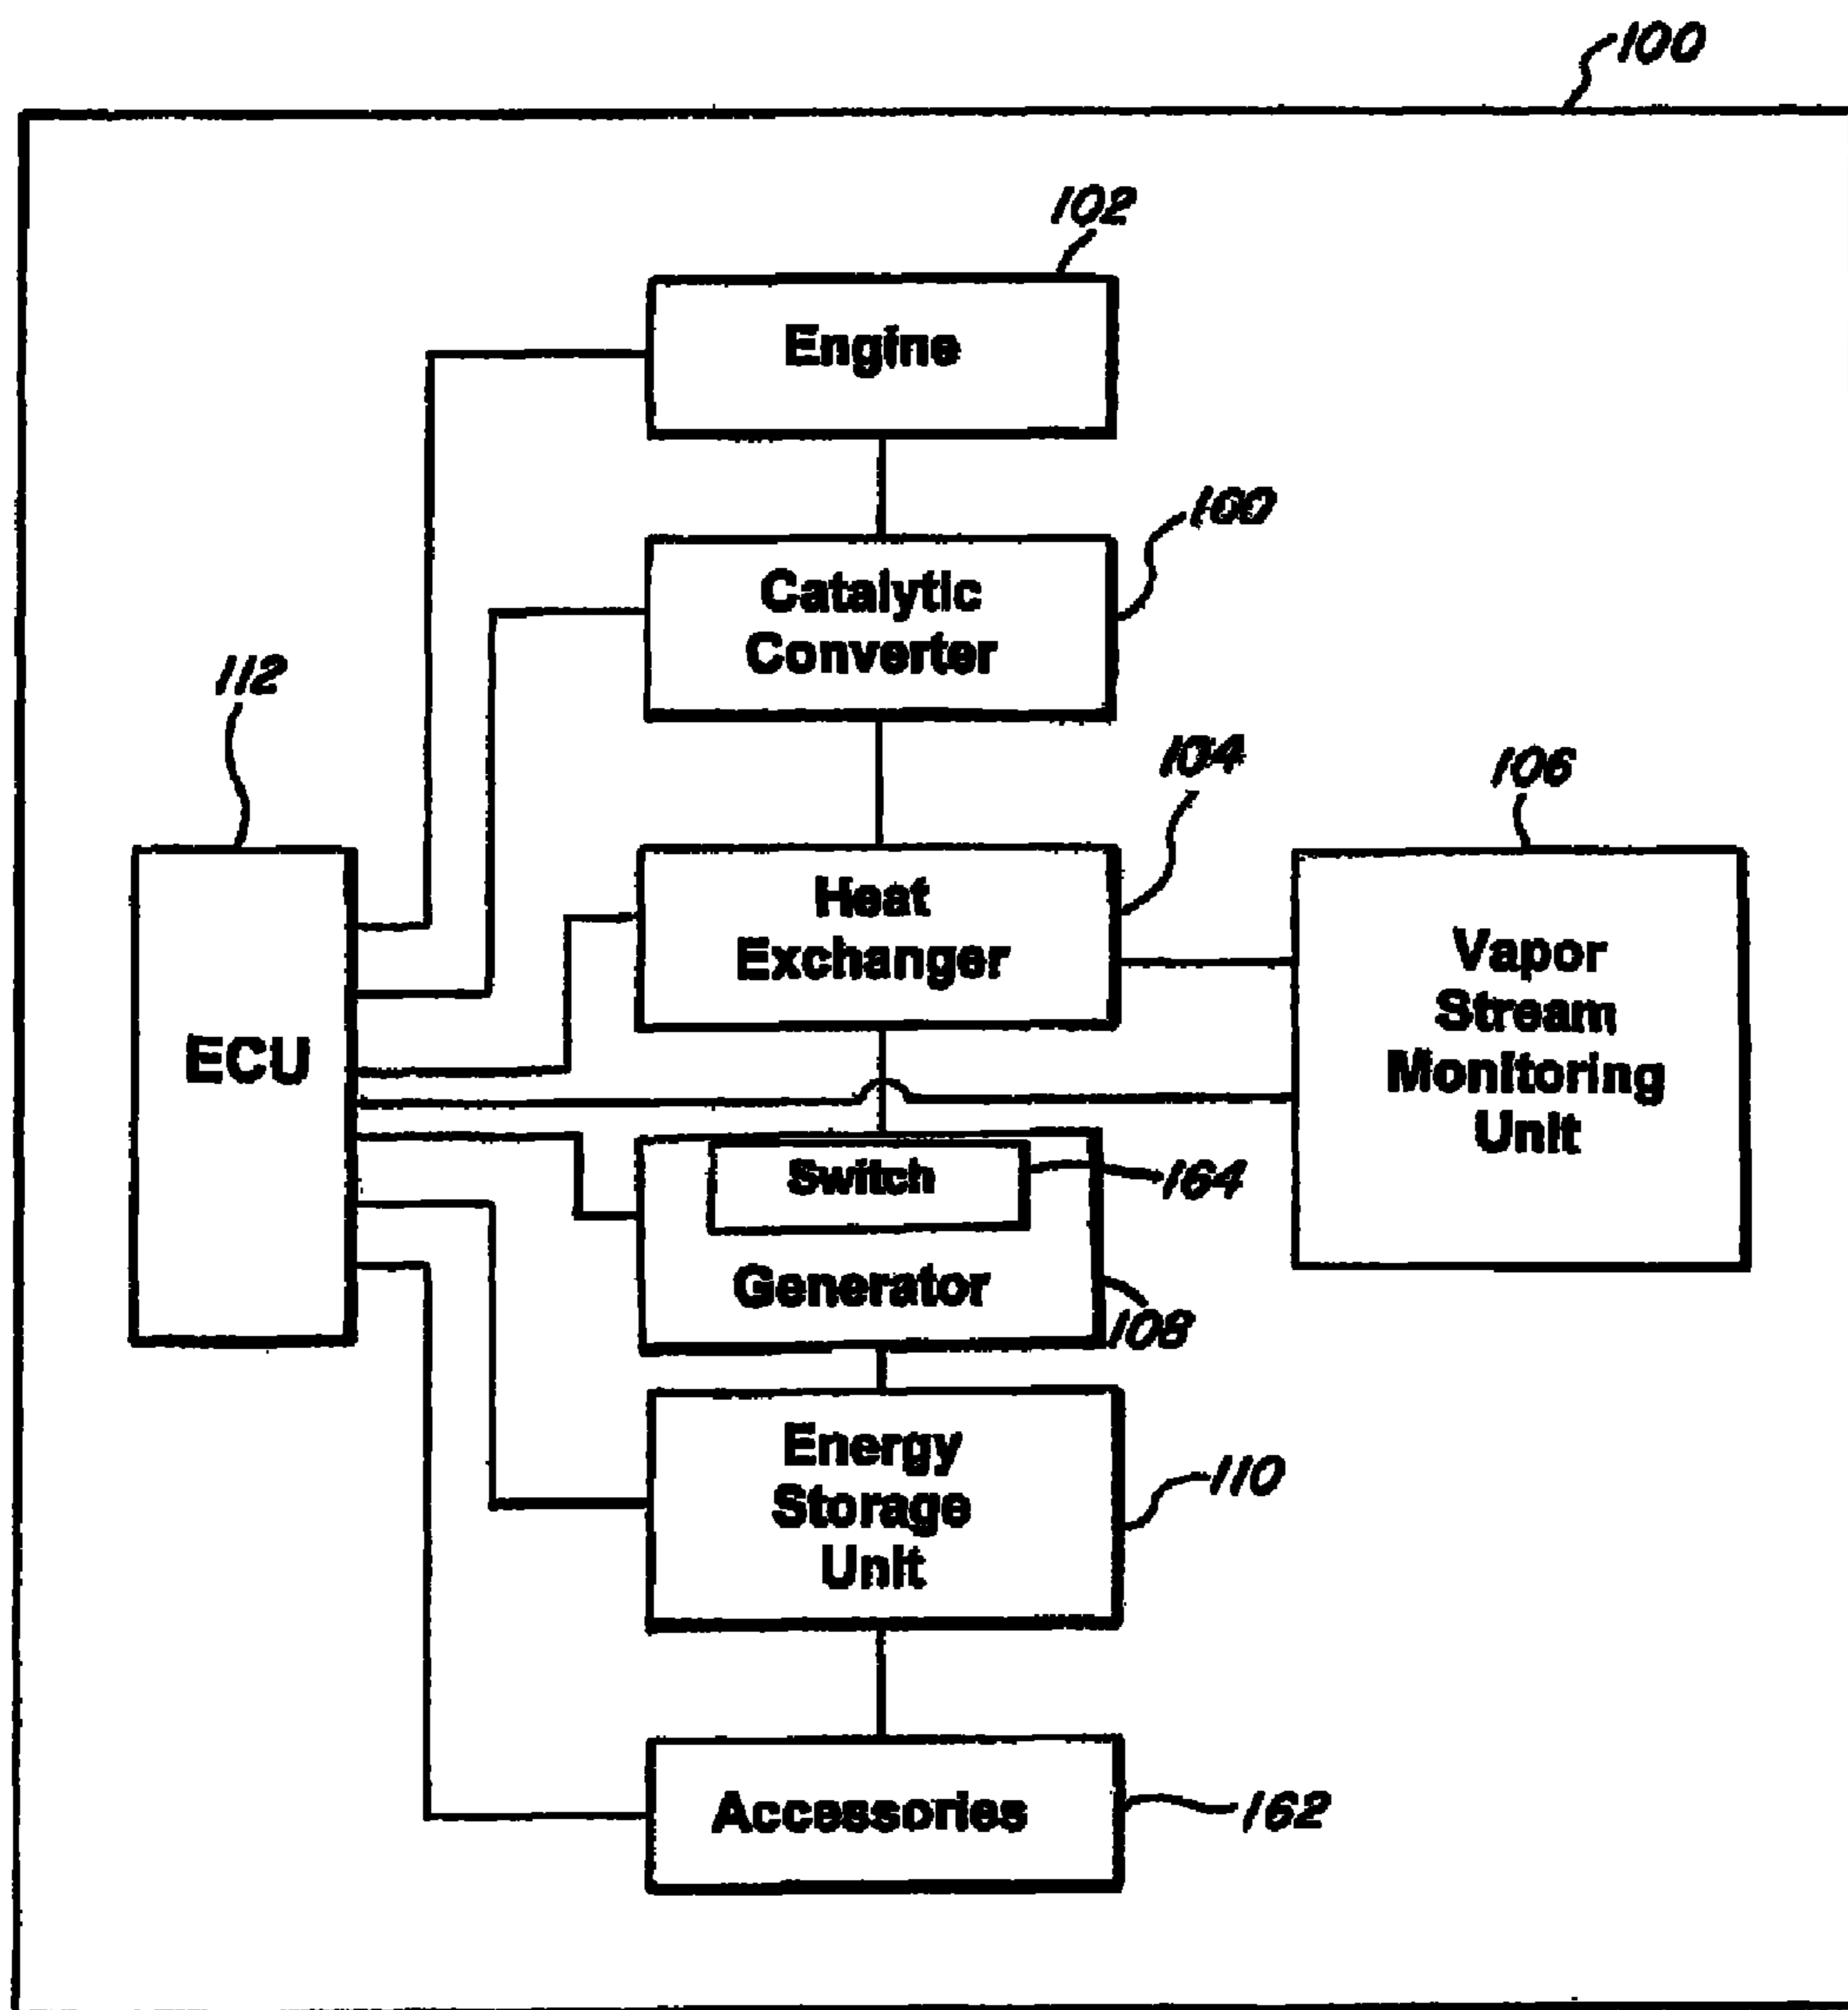 100
102
Engine
100
Catalytic
Converter
112
104
106
Heat
Exchanger
Vapor
Stream
Monitoring
Unit
ECU
Switch
164
Generator
108
Energy
Storage
Unit
110
Accessories
162